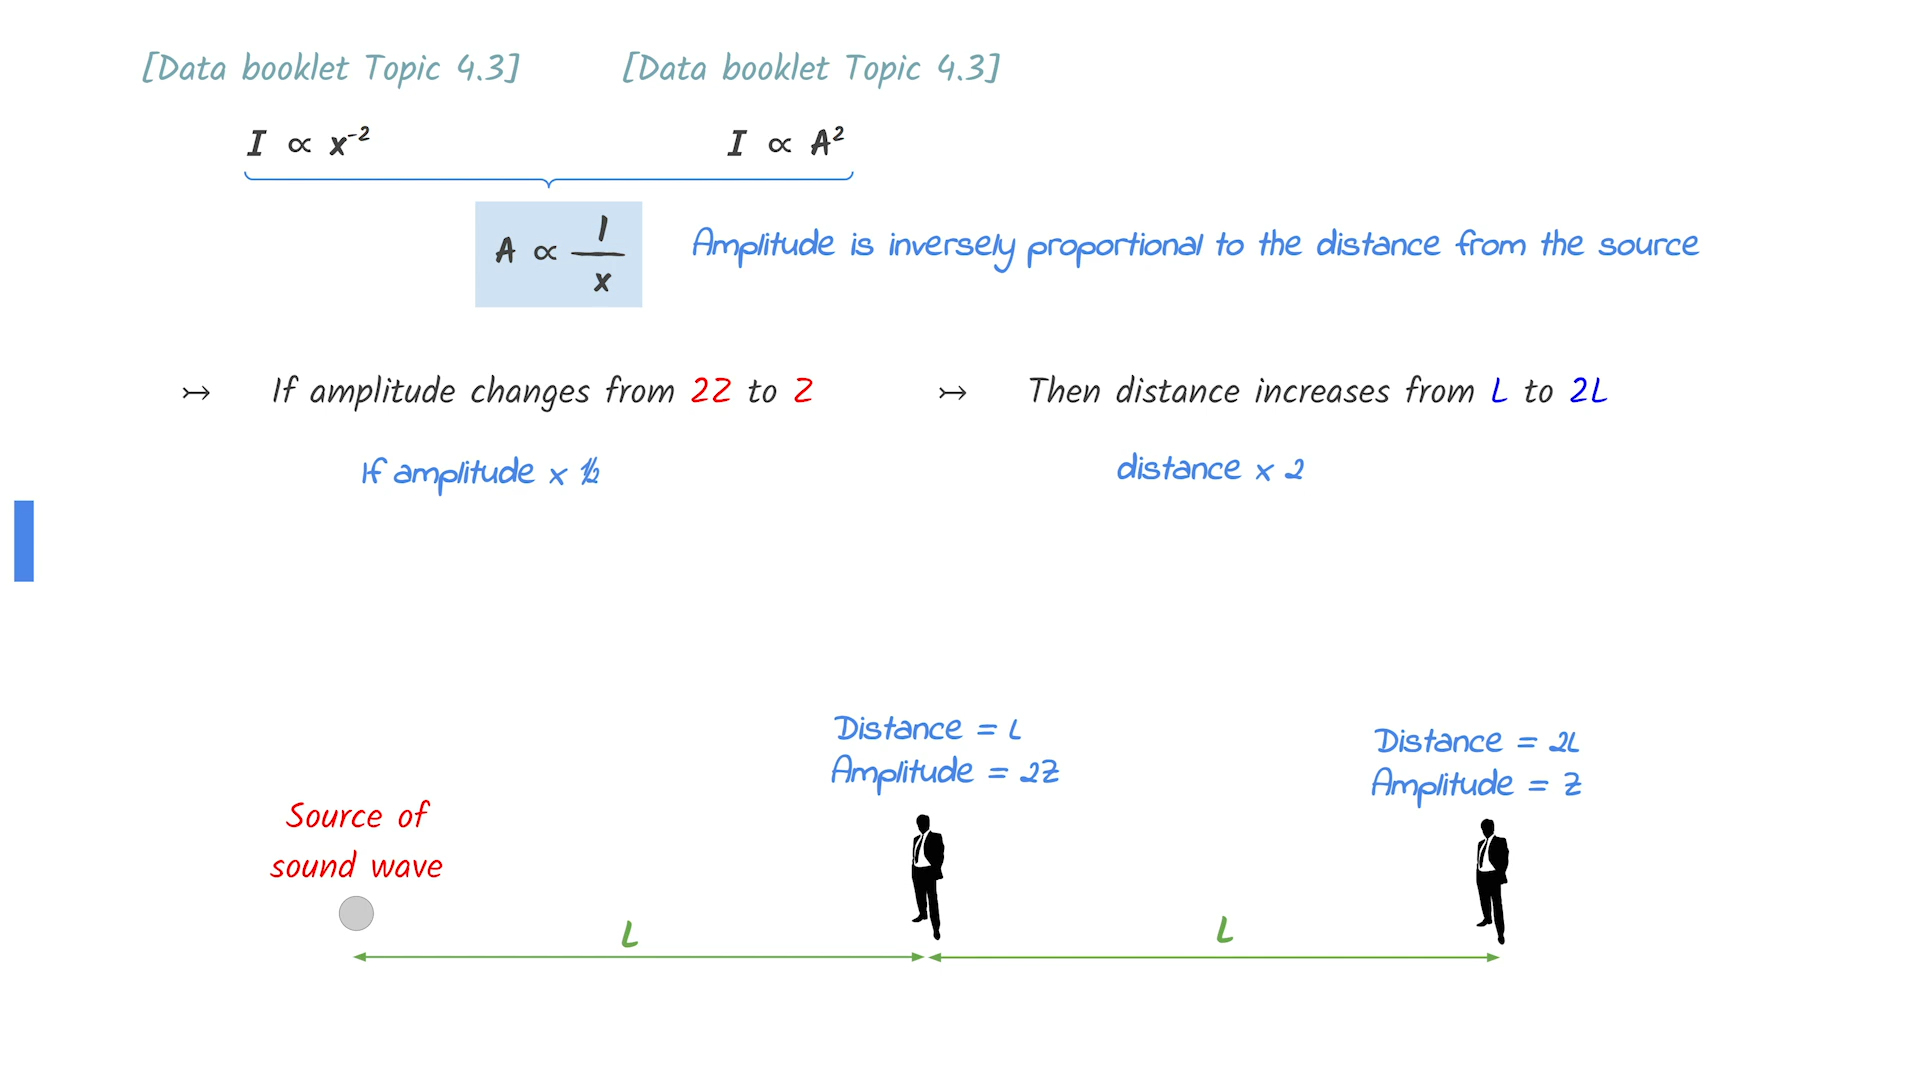 [Data booklet Topic 4.3] [Data booklet Topic 4.3]
I ∝ x⁻² I ∝ A²
A ∝ 1/x Amplitude is inversely proportional to the distance from the source
↣ If amplitude changes from 2Z to Z ↣ Then distance increases from L to 2L
If amplitude x ½ distance x 2
Distance = L
Amplitude = 2Z
Distance = 2L
Amplitude = Z
Source of
sound wave
L L